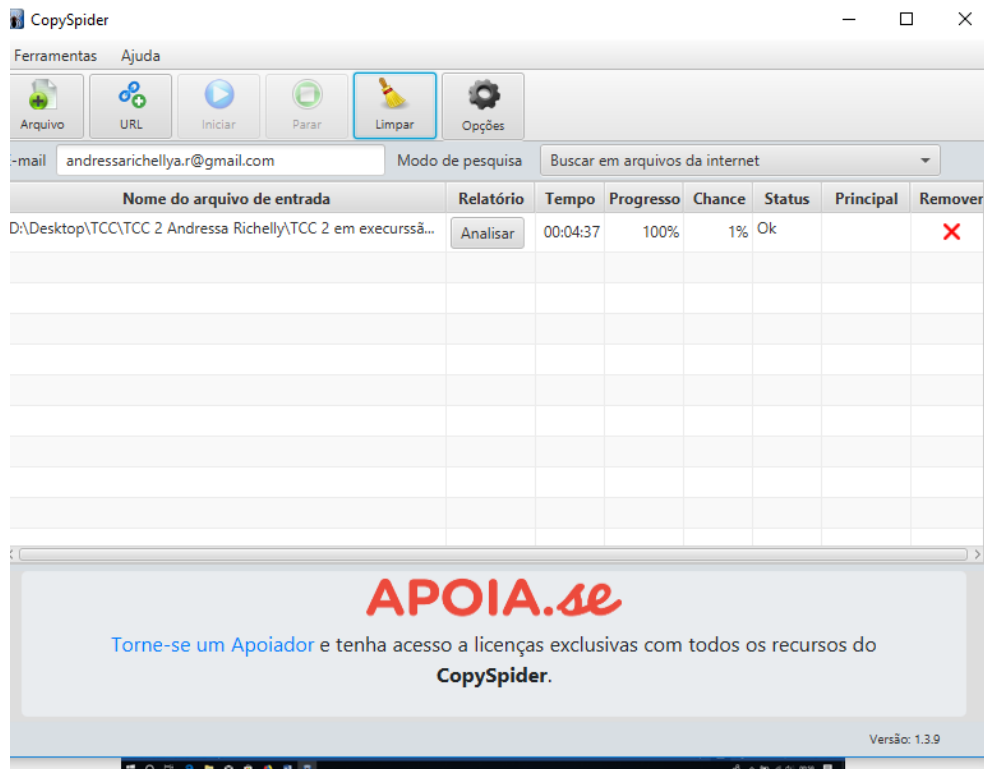 CopySpider
Ferramentas Ajuda
Arquivo URL Iniciar Parar Limpar Opções
-mail andressarichellya.r@gmail.com Modo de pesquisa Buscar em arquivos da internet
Nome do arquivo de entrada Relatório Tempo Progresso Chance Status Principal Remover
D:\Desktop\TCC\TCC 2 Andressa Richelly\TCC 2 em execurssã... Analisar 00:04:37 100% 1% Ok
APOIA.se
Torne-se um Apoiador e tenha acesso a licenças exclusivas com todos os recursos do
CopySpider.
Versão: 1.3.9